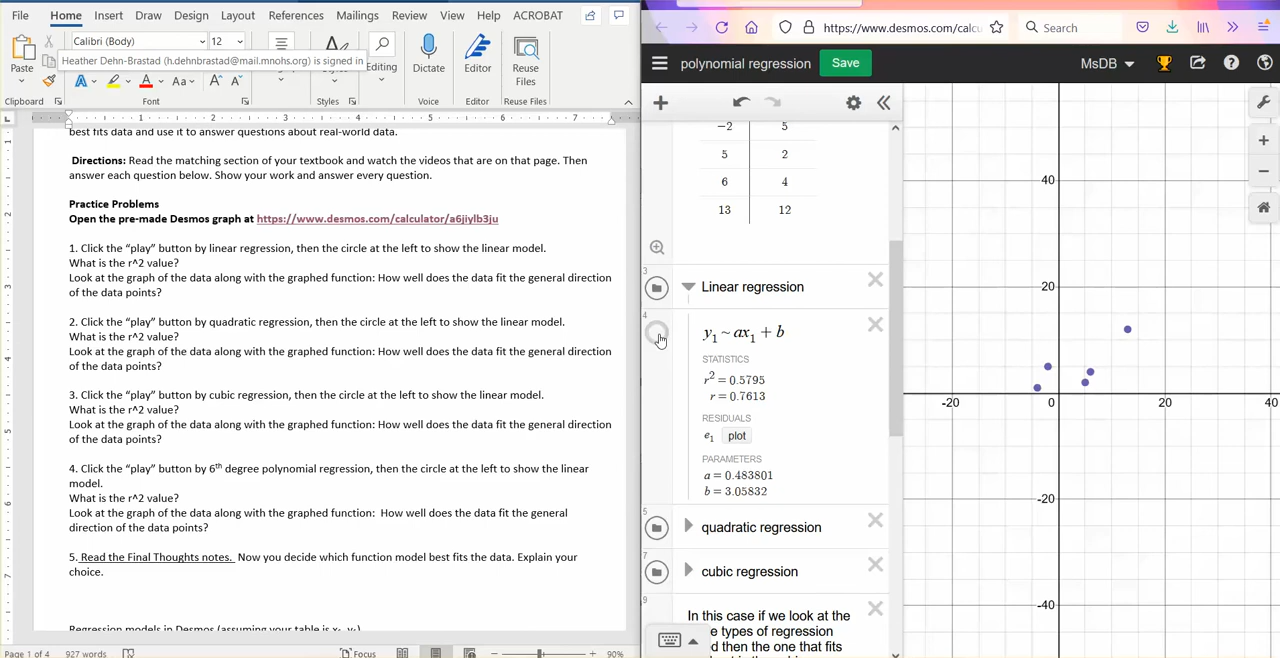 File Home Insert Draw Design Layout References Mailings Review View Help ACROBAT
Calibri (Body) 12
Heather Dehn-Brastad (h.dehnbrastad@mail.mnohs.org) is signed in
Paste Editing Dictate Editor Reuse Files
Clipboard Font Styles Voice Editor Reuse Files
best fits data and use it to answer questions about real-world data.
Directions: Read the matching section of your textbook and watch the videos that are on that page. Then
answer each question below. Show your work and answer every question.
Practice Problems
Open the pre-made Desmos graph at https://www.desmos.com/calculator/a6jiylb3ju
1. Click the “play” button by linear regression, then the circle at the left to show the linear model.
What is the r^2 value?
Look at the graph of the data along with the graphed function: How well does the data fit the general direction
of the data points?
2. Click the “play” button by quadratic regression, then the circle at the left to show the linear model.
What is the r^2 value?
Look at the graph of the data along with the graphed function: How well does the data fit the general direction
of the data points?
3. Click the “play” button by cubic regression, then the circle at the left to show the linear model.
What is the r^2 value?
Look at the graph of the data along with the graphed function: How well does the data fit the general direction
of the data points?
4. Click the “play” button by 6th degree polynomial regression, then the circle at the left to show the linear
model.
What is the r^2 value?
Look at the graph of the data along with the graphed function: How well does the data fit the general
direction of the data points?
5. Read the Final Thoughts notes. Now you decide which function model best fits the data. Explain your
choice.
Regression models in Desmos (assuming your table is x₁, y₁)
Page 1 of 4 927 words Focus 90%
https://www.desmos.com/calcu Search
polynomial regression Save MsDB
−2 5
5 2
6 4
13 12
3 Linear regression
4 y₁ ~ ax₁ + b
STATISTICS
r² = 0.5795
r = 0.7613
RESIDUALS
e₁ plot
PARAMETERS
a = 0.483801
b = 3.05832
5 quadratic regression
7 cubic regression
9 In this case if we look at the
e types of regression
d then the one that fits
40
20
-20 0 20 40
-20
-40